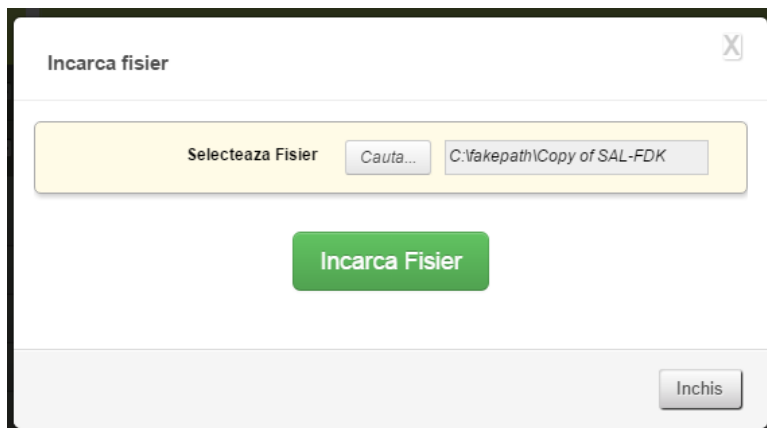 X
Incarca fisier
Selecteaza Fisier Cauta... C:\fakepath\Copy of SAL-FDK
Incarca Fisier
Inchis